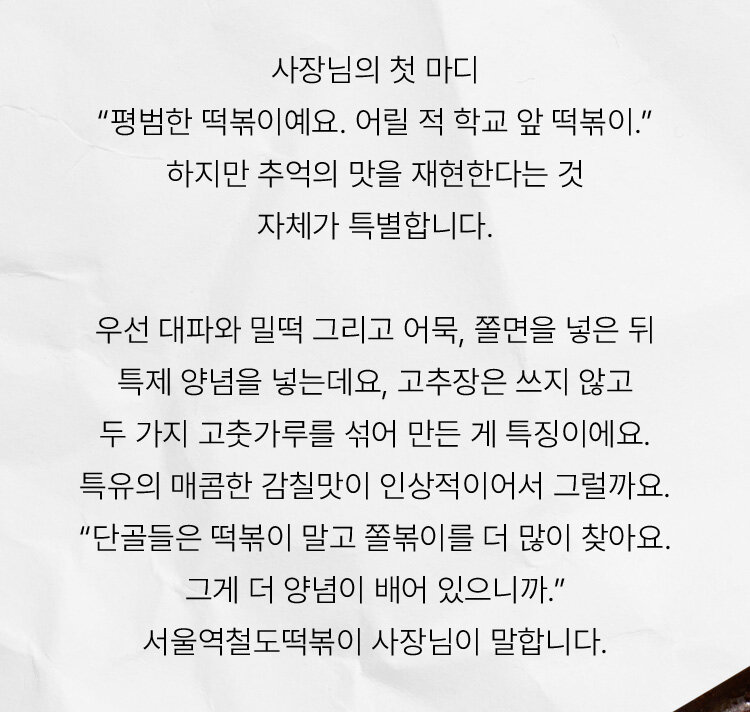 사장님의 첫 마디
“평범한 떡볶이예요. 어릴 적 학교 앞 떡볶이.”
하지만 추억의 맛을 재현한다는 것
자체가 특별합니다.
우선 대파와 밀떡 그리고 어묵, 쫄면을 넣은 뒤
특제 양념을 넣는데요, 고추장은 쓰지 않고
두 가지 고춧가루를 섞어 만든 게 특징이에요.
특유의 매콤한 감칠맛이 인상적이어서 그럴까요.
“단골들은 떡볶이 말고 쫄볶이를 더 많이 찾아요.
그게 더 양념이 배어 있으니까.”
서울역철도떡볶이 사장님이 말합니다.